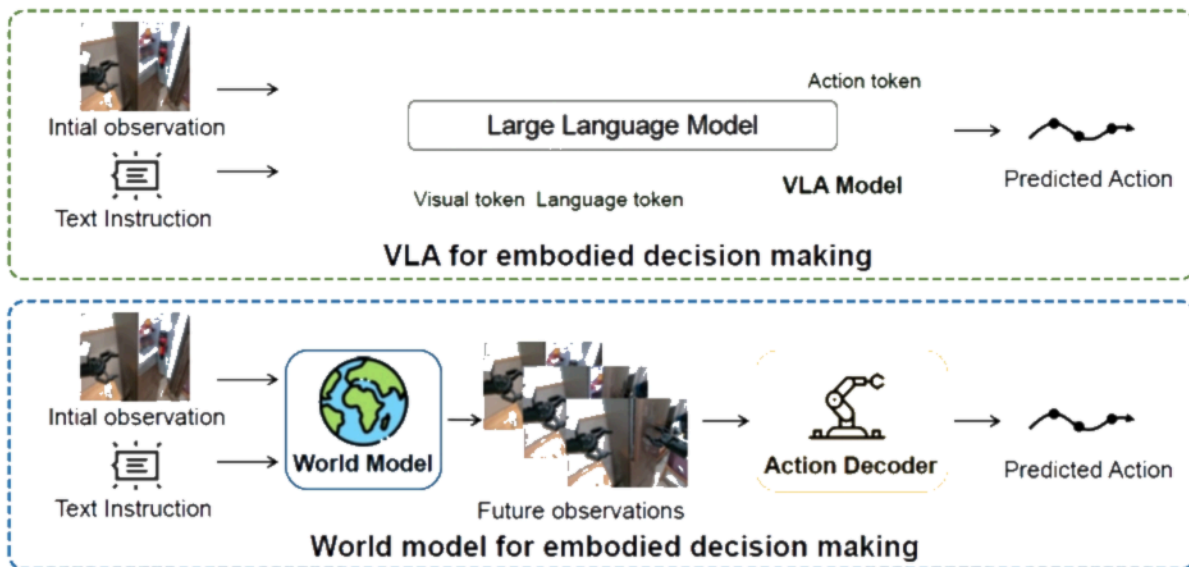 Intial observation
Text Instruction
Action token
Large Language Model
Visual token Language token
VLA Model
Predicted Action
VLA for embodied decision making
Intial observation
Text Instruction
World Model
Future observations
Action Decoder
Predicted Action
World model for embodied decision making